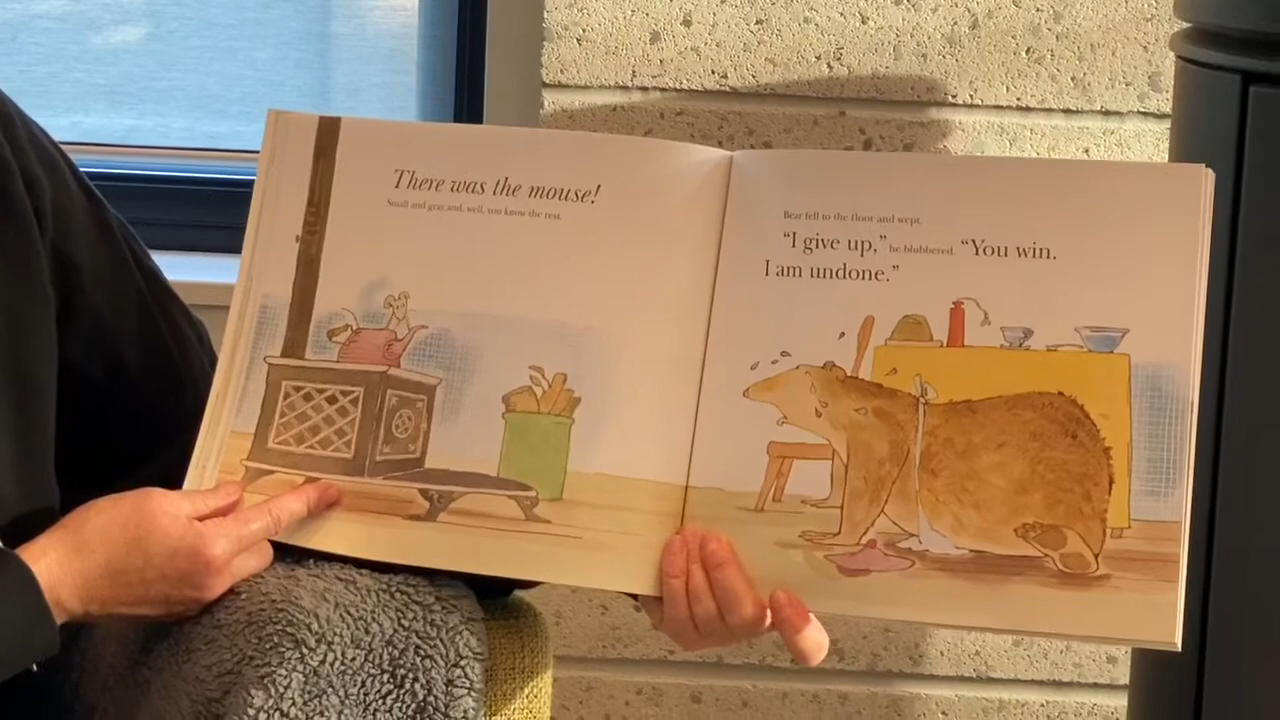 There was the mouse!
Small and gray and, well, you know the rest.
Bear fell to the floor and wept.
“I give up,” he blubbered. “You win.
I am undone.”